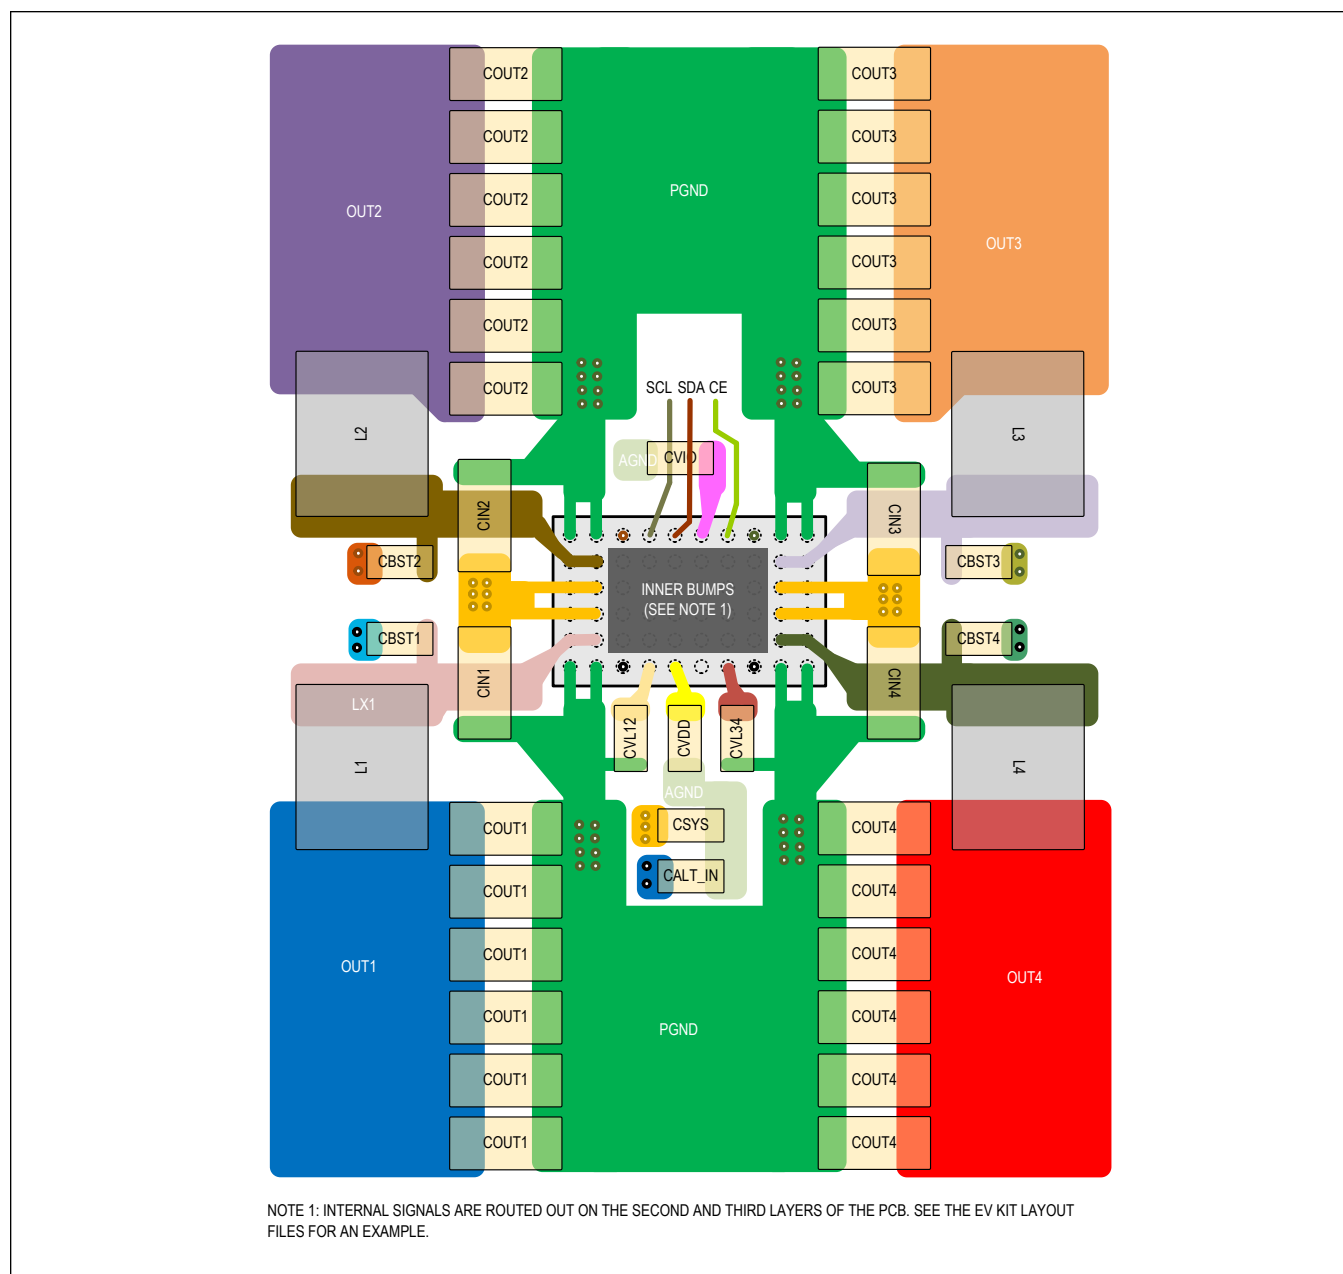 COUT2
COUT3
COUT2
COUT3
PGND
COUT2
COUT3
OUT2
OUT3
COUT2
COUT3
COUT2
COUT3
COUT2
COUT3
SCL SDA CE
L2
L3
AGND
CVIO
CIN2
CIN3
CBST2
CBST3
INNER BUMPS
(SEE NOTE 1)
CBST1
CBST4
CIN1
CIN4
LX1
CVL12
CVDD
CVL34
L1
L4
AGND
COUT1
CSYS
COUT4
CALT_IN
COUT1
COUT4
COUT1
COUT4
OUT1
OUT4
COUT1
COUT4
PGND
COUT1
COUT4
COUT1
COUT4
NOTE 1: INTERNAL SIGNALS ARE ROUTED OUT ON THE SECOND AND THIRD LAYERS OF THE PCB. SEE THE EV KIT LAYOUT
FILES FOR AN EXAMPLE.